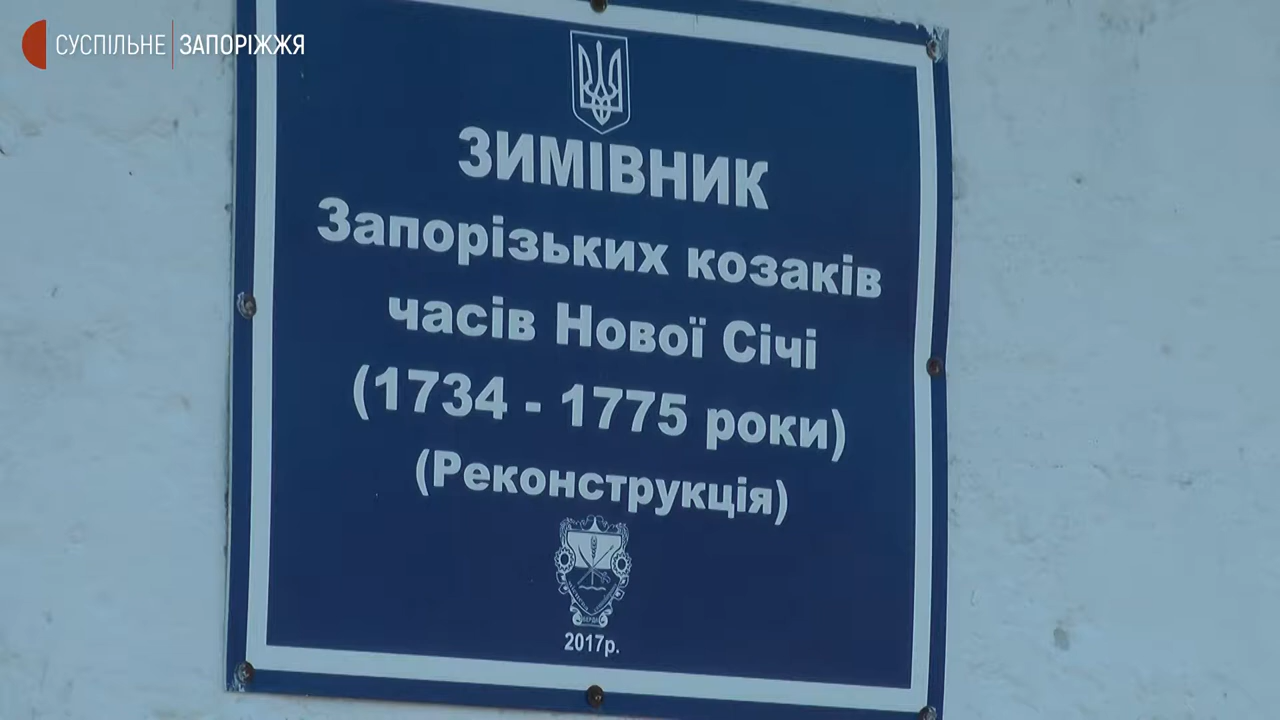 СУСПІЛЬНЕ ЗАПОРІЖЖЯ
ЗИМІВНИК
Запорізьких козаків
часів Нової Січі
(1734 - 1775 роки)
(Реконструкція)
2017р.